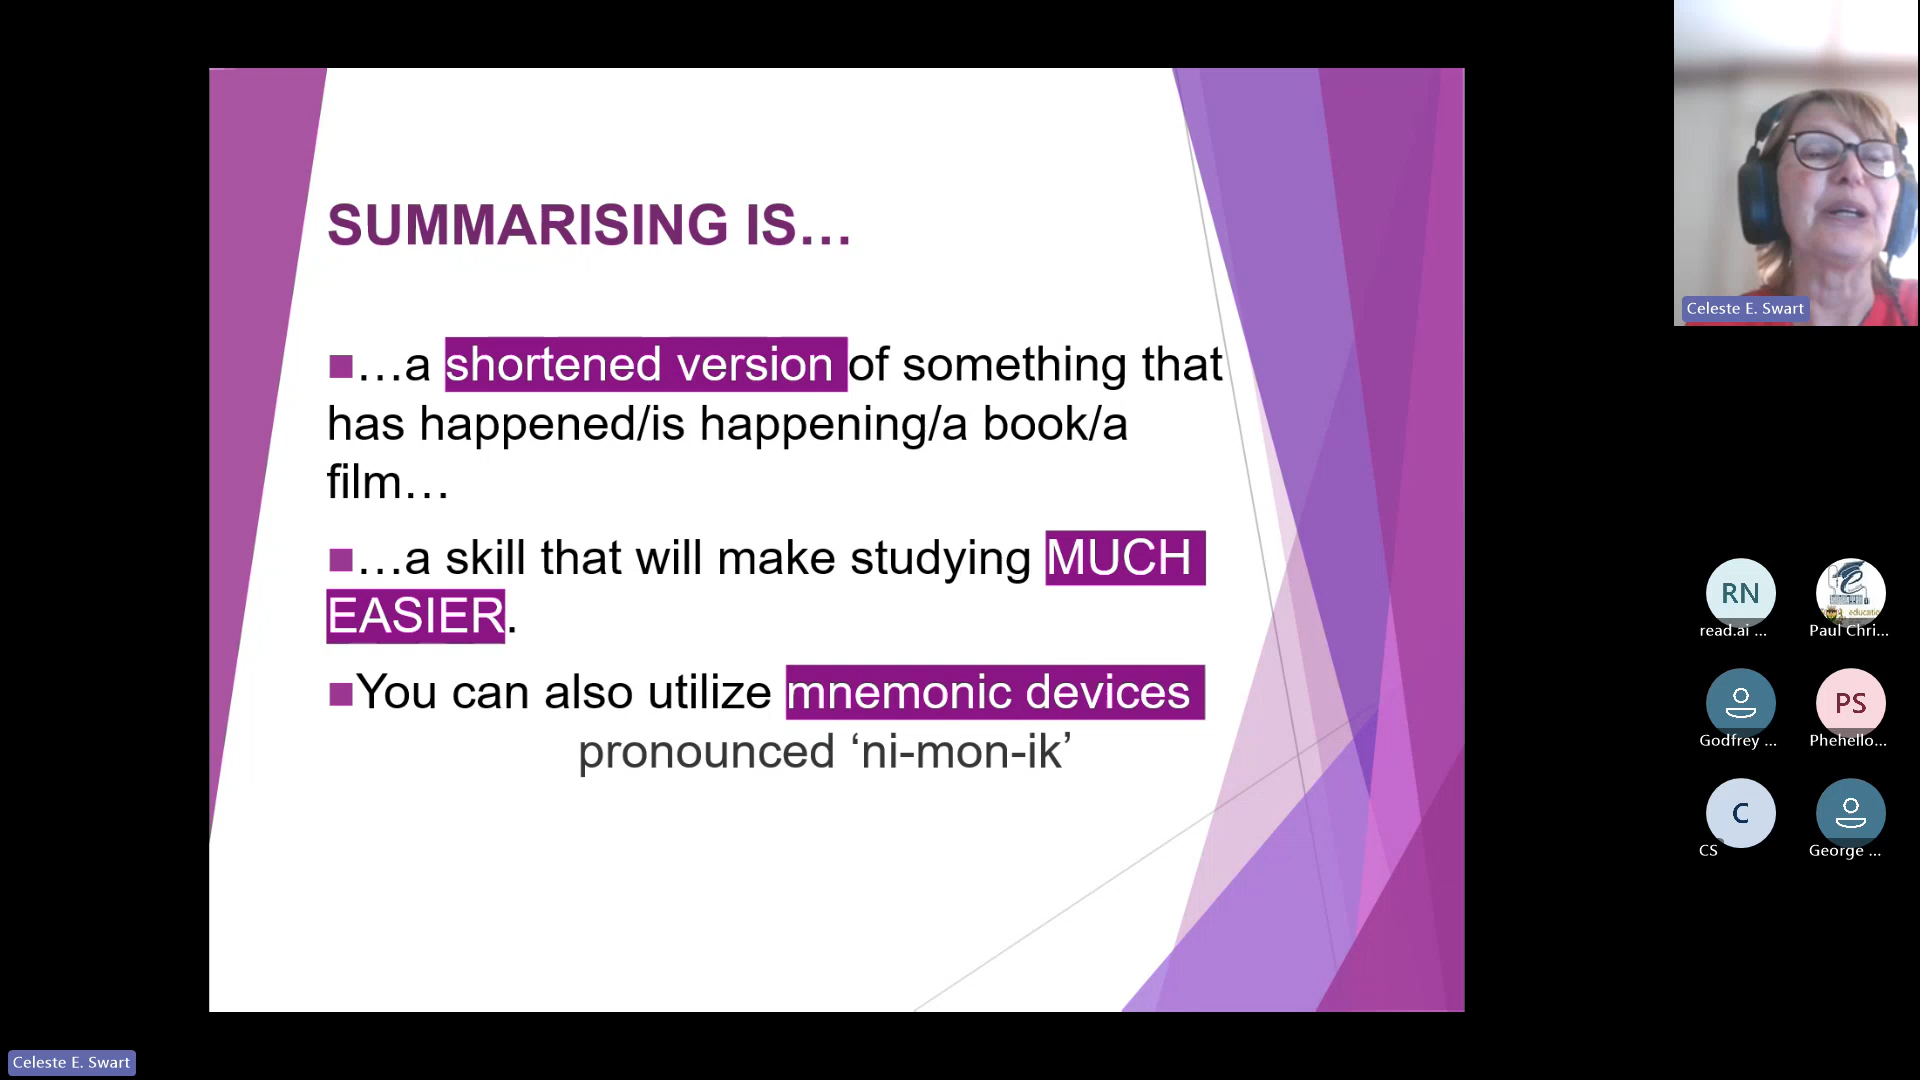 SUMMARISING IS…
…a shortened version of something that
has happened/is happening/a book/a
film…
…a skill that will make studying MUCH
EASIER.
You can also utilize mnemonic devices
pronounced ‘ni-mon-ik’
Celeste E. Swart
RN
read.ai ...
education
Paul Chri...
Godfrey ...
PS
Phehello...
C
CS
George ...
Celeste E. Swart